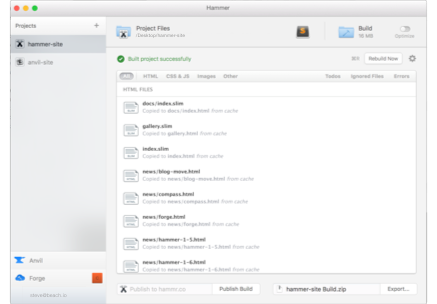 Hammer
Projects +
hammer-site
anvil-site
Anvil
Forge
Project Files
~/Desktop/hammer-site
Build
Optimise
Built project successfully
⌘R Rebuild Now
All HTML CSS & JS Images Other Todos Ignored Files Errors
HTML FILES
docs/index.slim
Copied to docs/index.html from cache
gallery.slim
Copied to gallery.html from cache
index.slim
Copied to index.html from cache
news/blog-move.html
Copied to news/blog-move.html from cache
news/compass.html
Copied to news/compass.html from cache
news/forge.html
Copied to news/forge.html from cache
news/hammer-1-5.html
Copied to news/hammer-1-5.html from cache
news/hammer-1-6.html
Copied to news/hammer-1-6.html from cache
Publish to hammr.co Publish Build
hammer-site Build.zip Export...